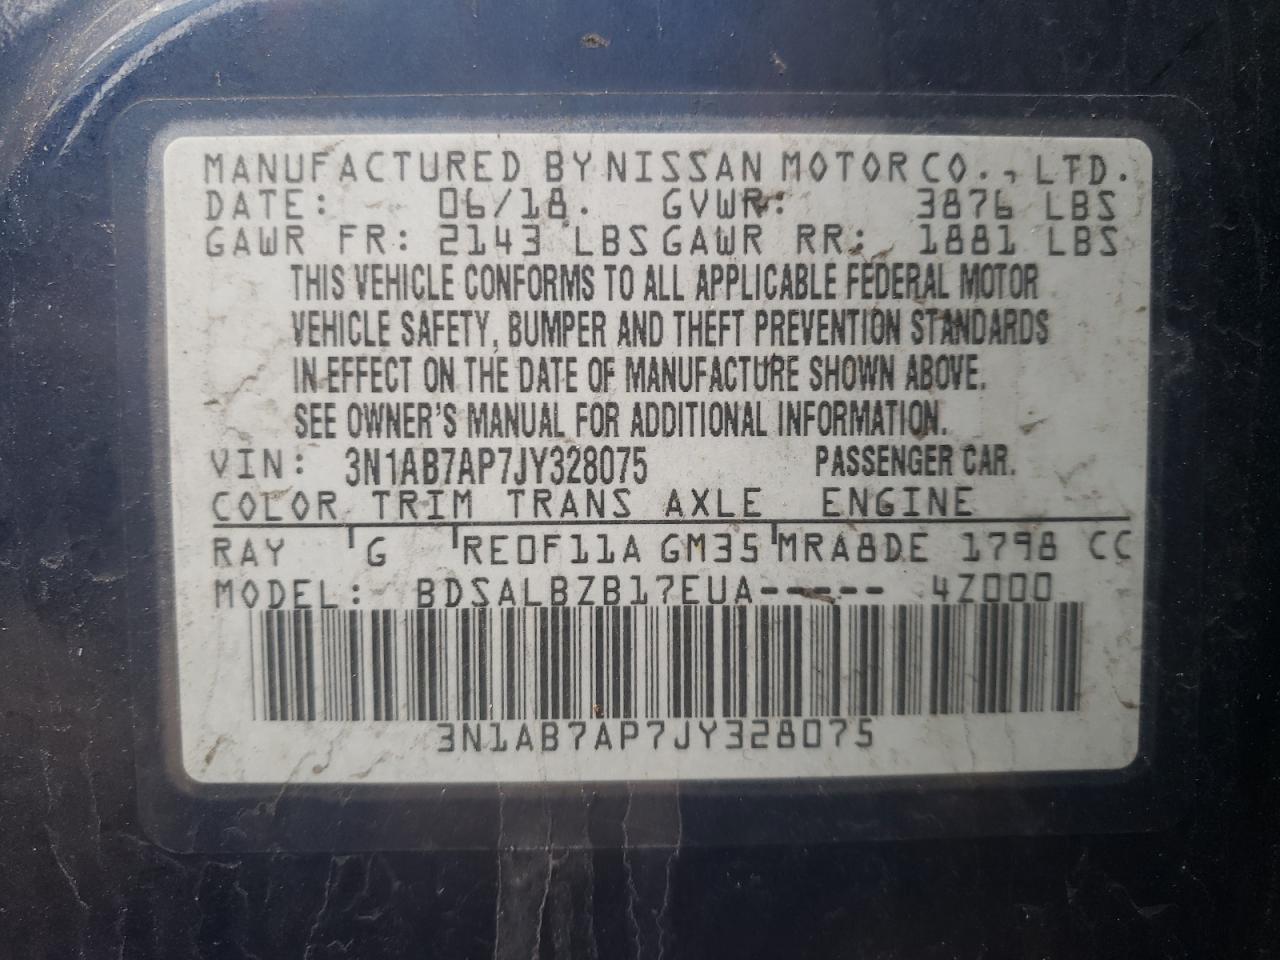 MANUFACTURED BY NISSAN MOTOR CO., LTD.
DATE: 06/18. GVWR: 3876 LBS
GAWR FR: 2143 LBS GAWR RR: 1881 LBS
THIS VEHICLE CONFORMS TO ALL APPLICABLE FEDERAL MOTOR
VEHICLE SAFETY, BUMPER AND THEFT PREVENTION STANDARDS
IN EFFECT ON THE DATE OF MANUFACTURE SHOWN ABOVE.
SEE OWNER'S MANUAL FOR ADDITIONAL INFORMATION.
VIN: 3N1AB7AP7JY328075 PASSENGER CAR.
COLOR TRIM TRANS AXLE ENGINE
RAY G RE0F11A GM35 MRA8DE 1798 CC
MODEL: BDSALBZB17EUA----- 4Z000
3N1AB7AP7JY328075